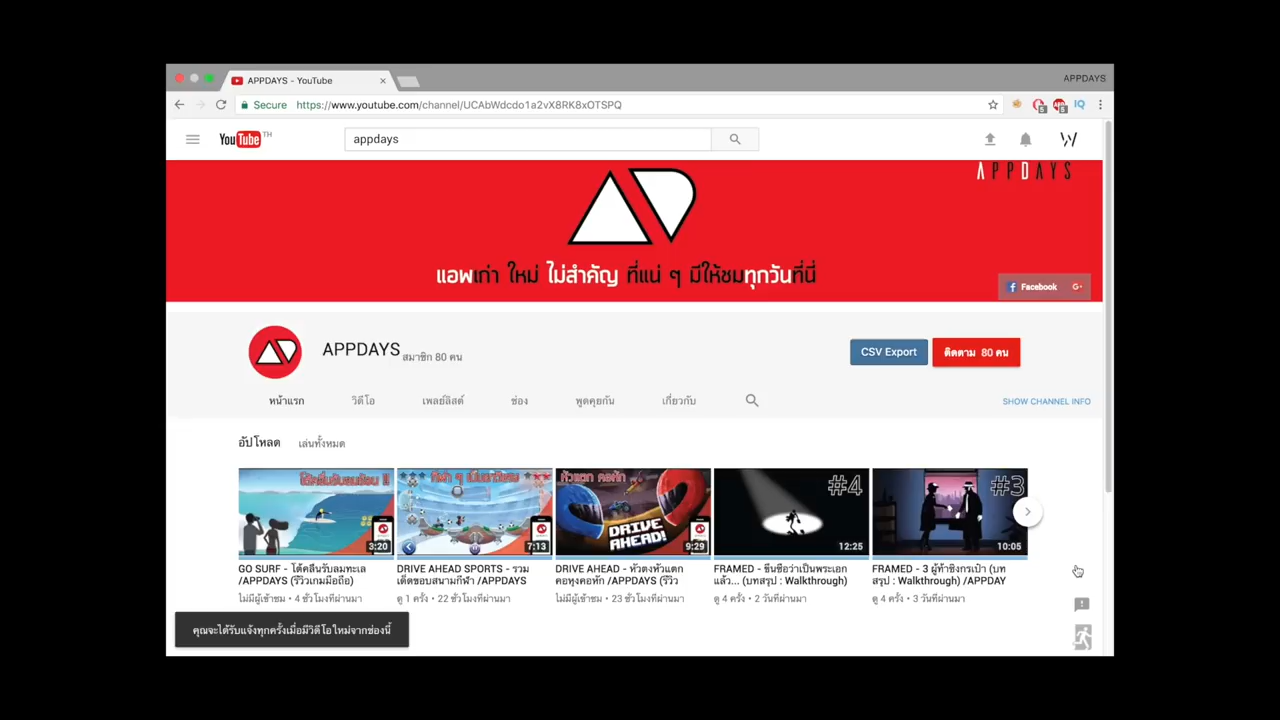 APPDAYS - YouTube
APPDAYS
Secure https://www.youtube.com/channel/UCAbWdcdo1a2vX8RK8xOTSPQ
IQ
YouTube TH
appdays
APPDAYS
แอพเก่า ใหม่ ไม่สำคัญ ที่แน่ ๆ มีให้ชมทุกวันที่นี่
Facebook G+
APPDAYS สมาชิก 80 คน
CSV Export
ติดตาม 80 คน
หน้าแรก วิดีโอ เพลย์ลิสต์ ช่อง พูดคุยกัน เกี่ยวกับ
SHOW CHANNEL INFO
อัปโหลด เล่นทั้งหมด
#4
#3
DRIVE AHEAD!
หัวแตก คอหัก
3:20
7:13
9:29
12:25
10:05
GO SURF - โต้คลื่นรับลมทะเล
/APPDAYS (รีวิวเกมมือถือ)
ไม่มีผู้เข้าชม • 4 ชั่วโมงที่ผ่านมา
DRIVE AHEAD SPORTS - รวม
เด็ดขอบสนามกีฬา /APPDAYS
ดู 1 ครั้ง • 22 ชั่วโมงที่ผ่านมา
DRIVE AHEAD - หัวตงหัวแตก
คอหุงคอหัก /APPDAYS (รีวิว
ไม่มีผู้เข้าชม • 23 ชั่วโมงที่ผ่านมา
FRAMED - ขึ้นชื่อว่าเป็นพระเอก
แล้ว... (บทสรุป : Walkthrough)
ดู 4 ครั้ง • 2 วันที่ผ่านมา
FRAMED - 3 ผู้ท้าชิงกระเป๋า (บท
สรุป : Walkthrough) /APPDAY
ดู 4 ครั้ง • 3 วันที่ผ่านมา
คุณจะได้รับแจ้งทุกครั้งเมื่อมีวิดีโอใหม่จากช่องนี้